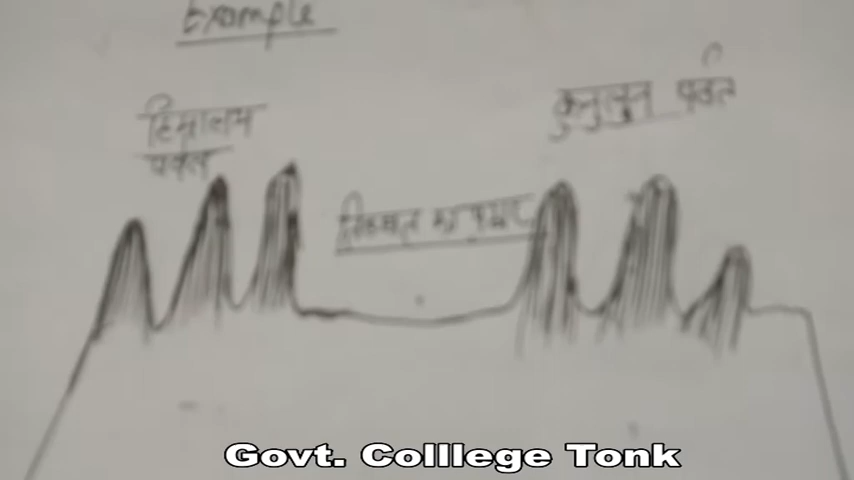 Example
हिमालय
पर्वत
कुनलुन पर्वत
तिब्बत का पठार
Govt. Colllege Tonk